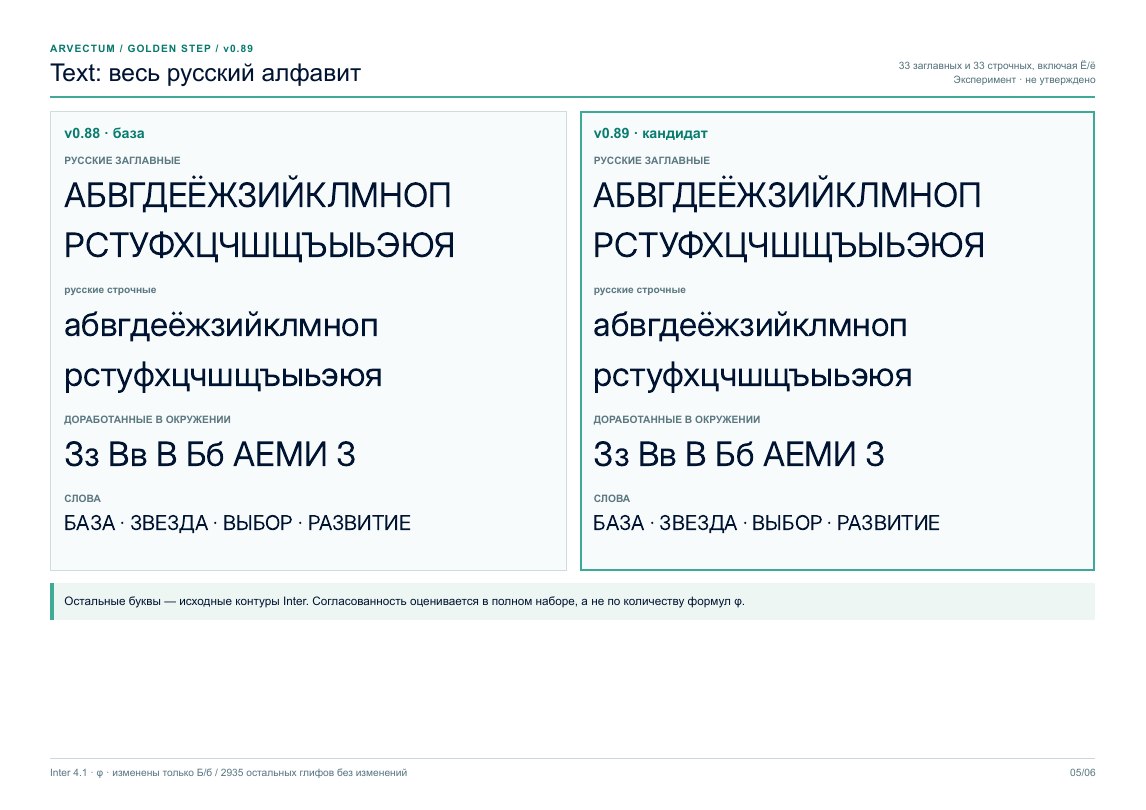 ARVECTUM / GOLDEN STEP / v0.89
Text: весь русский алфавит
33 заглавных и 33 строчных, включая Ё/ё
Эксперимент · не утверждено
v0.88 · база
РУССКИЕ ЗАГЛАВНЫЕ
АБВГДЕЁЖЗИЙКЛМНОП
РСТУФХЦЧШЩЪЫЬЭЮЯ
русские строчные
абвгдеёжзийклмноп
рстуфхцчшщъыьэюя
ДОРАБОТАННЫЕ В ОКРУЖЕНИИ
Зз Вв В Бб АЕМИ З
СЛОВА
БАЗА · ЗВЕЗДА · ВЫБОР · РАЗВИТИЕ
v0.89 · кандидат
РУССКИЕ ЗАГЛАВНЫЕ
АБВГДЕЁЖЗИЙКЛМНОП
РСТУФХЦЧШЩЪЫЬЭЮЯ
русские строчные
абвгдеёжзийклмноп
рстуфхцчшщъыьэюя
ДОРАБОТАННЫЕ В ОКРУЖЕНИИ
Зз Вв В Бб АЕМИ З
СЛОВА
БАЗА · ЗВЕЗДА · ВЫБОР · РАЗВИТИЕ
Остальные буквы — исходные контуры Inter. Согласованность оценивается в полном наборе, а не по количеству формул φ.
Inter 4.1 · φ · изменены только Б/б / 2935 остальных глифов без изменений
05/06